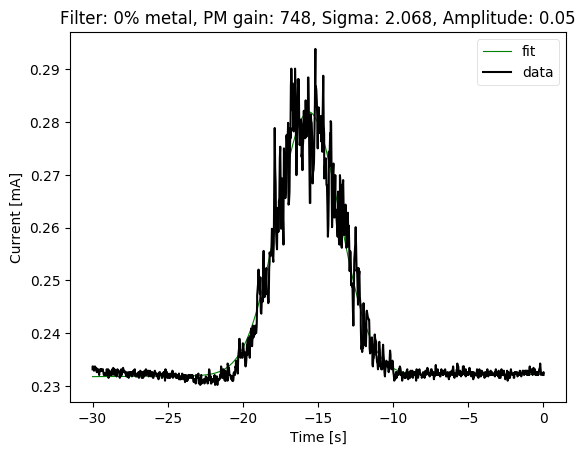 Filter: 0% metal, PM gain: 748, Sigma: 2.068, Amplitude: 0.05
fit
data
0.29
0.28
0.27
0.26
0.25
0.24
0.23
Current [mA]
−30
−25
−20
−15
−10
−5
0
Time [s]